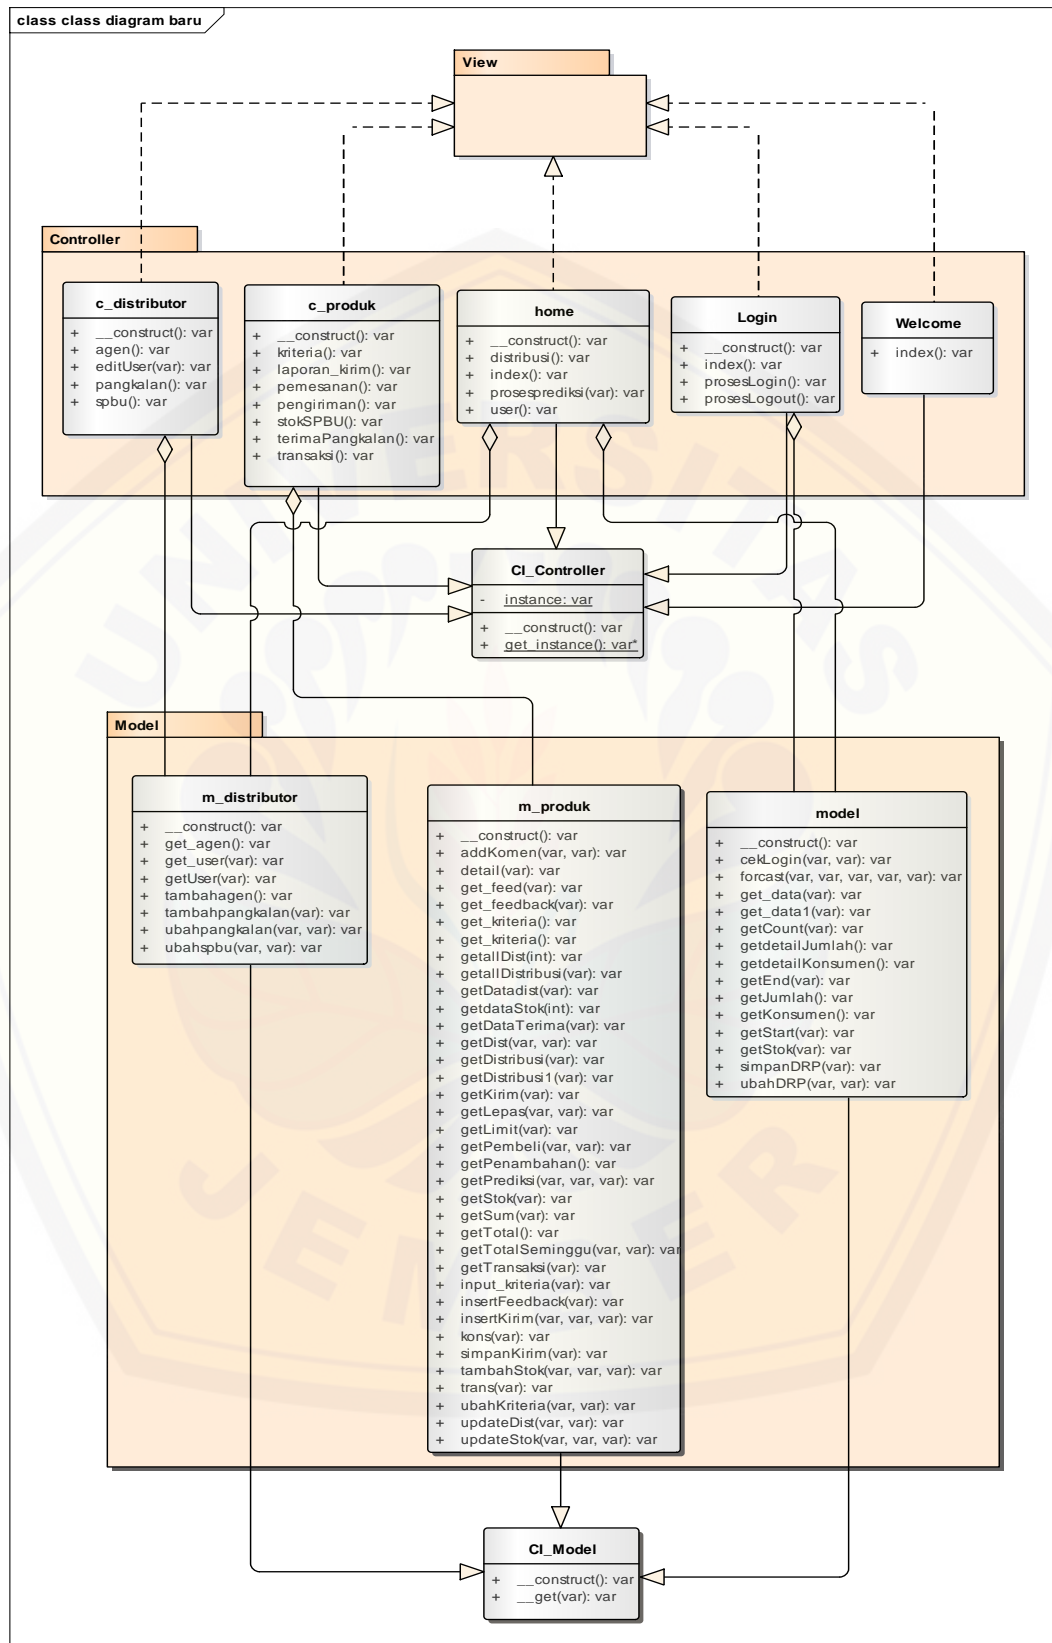 class class diagram baru
View
Controller
c_distributor
+ __construct(): var
+ agen(): var
+ editUser(var): var
+ pangkalan(): var
+ spbu(): var
c_produk
+ __construct(): var
+ kriteria(): var
+ laporan_kirim(): var
+ pemesanan(): var
+ pengiriman(): var
+ stokSPBU(): var
+ terimaPangkalan(): var
+ transaksi(): var
home
+ __construct(): var
+ distribusi(): var
+ index(): var
+ prosesprediksi(var): var
+ user(): var
Login
+ __construct(): var
+ index(): var
+ prosesLogin(): var
+ prosesLogout(): var
Welcome
+ index(): var
CI_Controller
- instance: var
+ __construct(): var
+ get_instance(): var*
Model
m_distributor
+ __construct(): var
+ get_agen(): var
+ get_user(var): var
+ getUser(var): var
+ tambahagen(): var
+ tambahpangkalan(var): var
+ ubahpangkalan(var, var): var
+ ubahspbu(var, var): var
m_produk
+ __construct(): var
+ addKomen(var, var): var
+ detail(var): var
+ get_feed(var): var
+ get_feedback(var): var
+ get_kriteria(): var
+ get_kriteria(): var
+ getallDist(int): var
+ getallDistribusi(var): var
+ getDatadist(var): var
+ getdataStok(int): var
+ getDataTerima(var): var
+ getDist(var, var): var
+ getDistribusi(var): var
+ getDistribusi1(var): var
+ getKirim(var): var
+ getLepas(var, var): var
+ getLimit(var): var
+ getPembeli(var, var): var
+ getPenambahan(): var
+ getPrediksi(var, var, var): var
+ getStok(var): var
+ getSum(var): var
+ getTotal(): var
+ getTotalSeminggu(var, var): var
+ getTransaksi(var): var
+ input_kriteria(var): var
+ insertFeedback(var): var
+ insertKirim(var, var, var): var
+ kons(var): var
+ simpanKirim(var): var
+ tambahStok(var, var, var): var
+ trans(var): var
+ ubahKriteria(var, var): var
+ updateDist(var, var): var
+ updateStok(var, var, var): var
model
+ __construct(): var
+ cekLogin(var, var): var
+ forcast(var, var, var, var, var): var
+ get_data(var): var
+ get_data1(var): var
+ getCount(var): var
+ getdetailJumlah(): var
+ getdetailKonsumen(): var
+ getEnd(var): var
+ getJumlah(): var
+ getKonsumen(): var
+ getStart(var): var
+ getStok(var): var
+ simpanDRP(var): var
+ ubahDRP(var, var): var
CI_Model
+ __construct(): var
+ __get(var): var
UNIVERSITAS
JEMBER